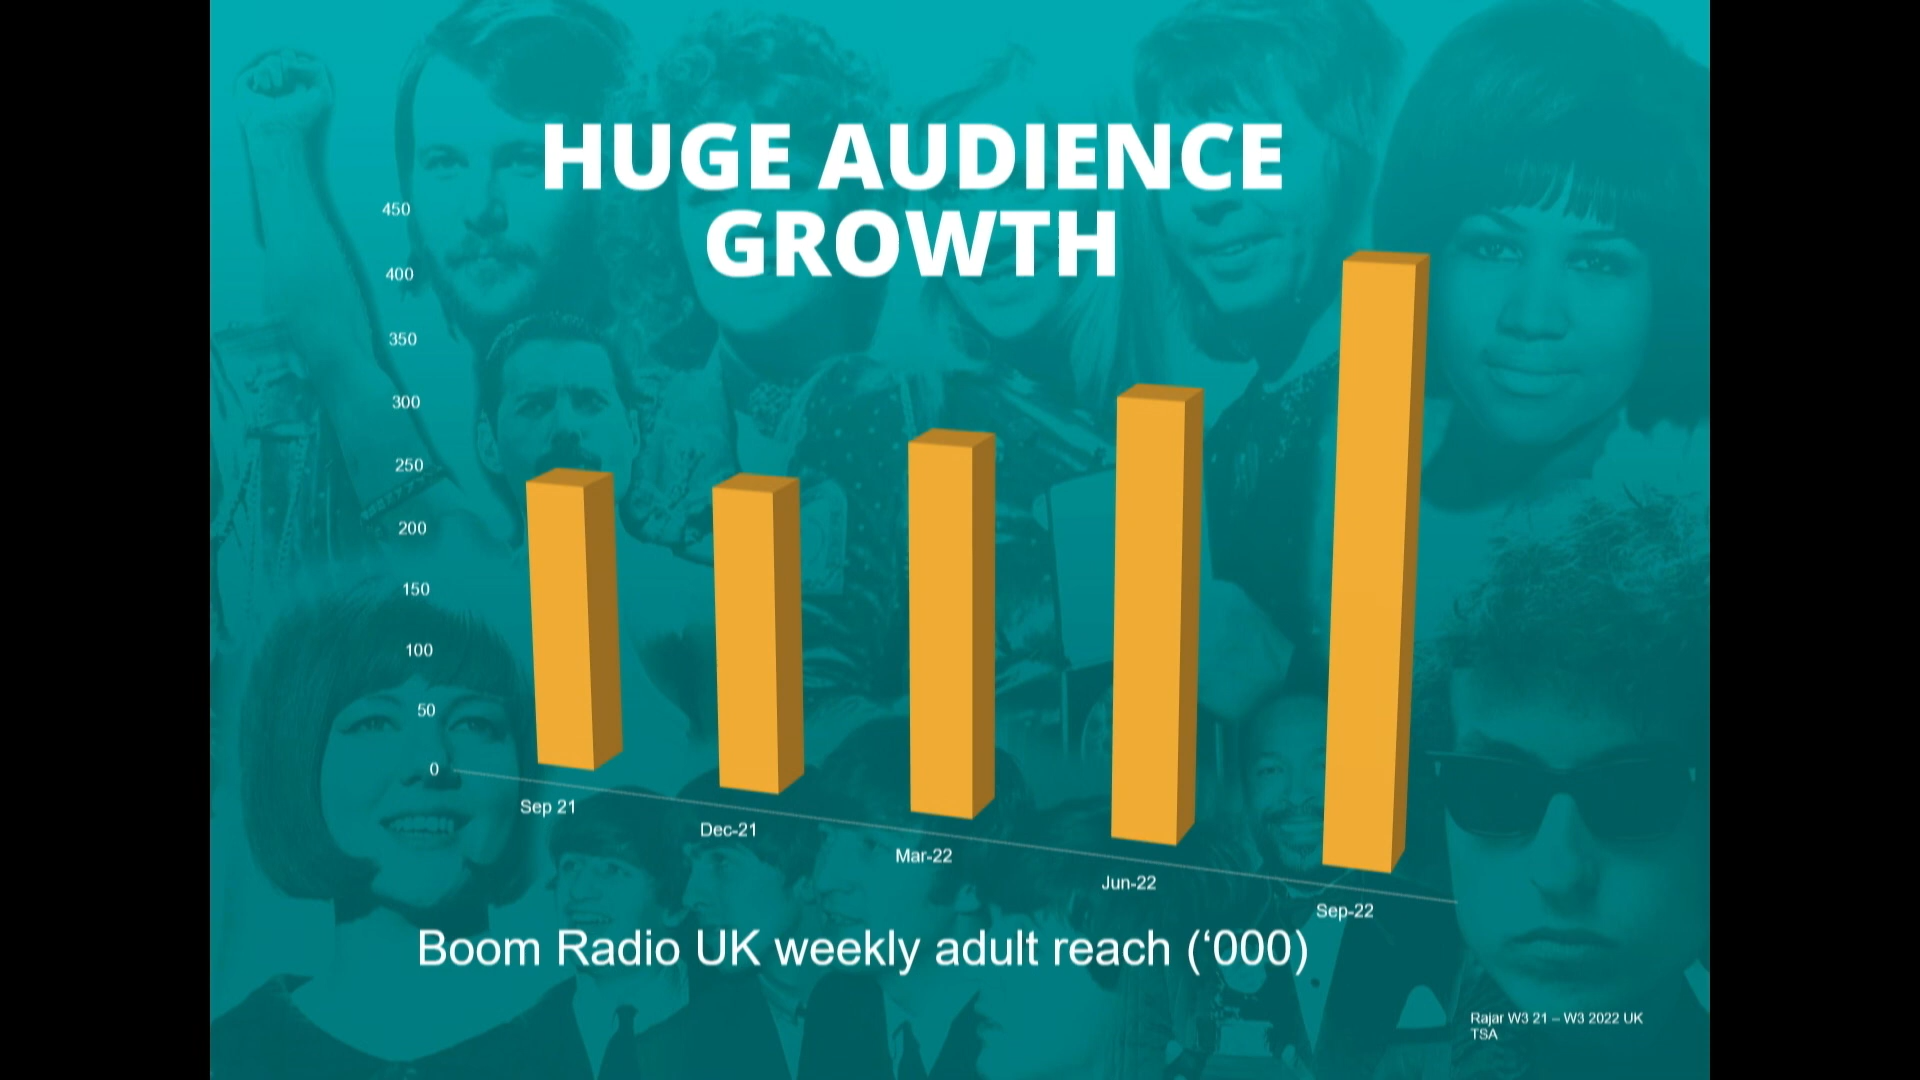 HUGE AUDIENCE
GROWTH
450
400
350
300
250
200
150
100
50
0
Sep 21
Dec-21
Mar-22
Jun-22
Sep-22
Boom Radio UK weekly adult reach (‘000)
Rajar W3 21 – W3 2022 UK
TSA